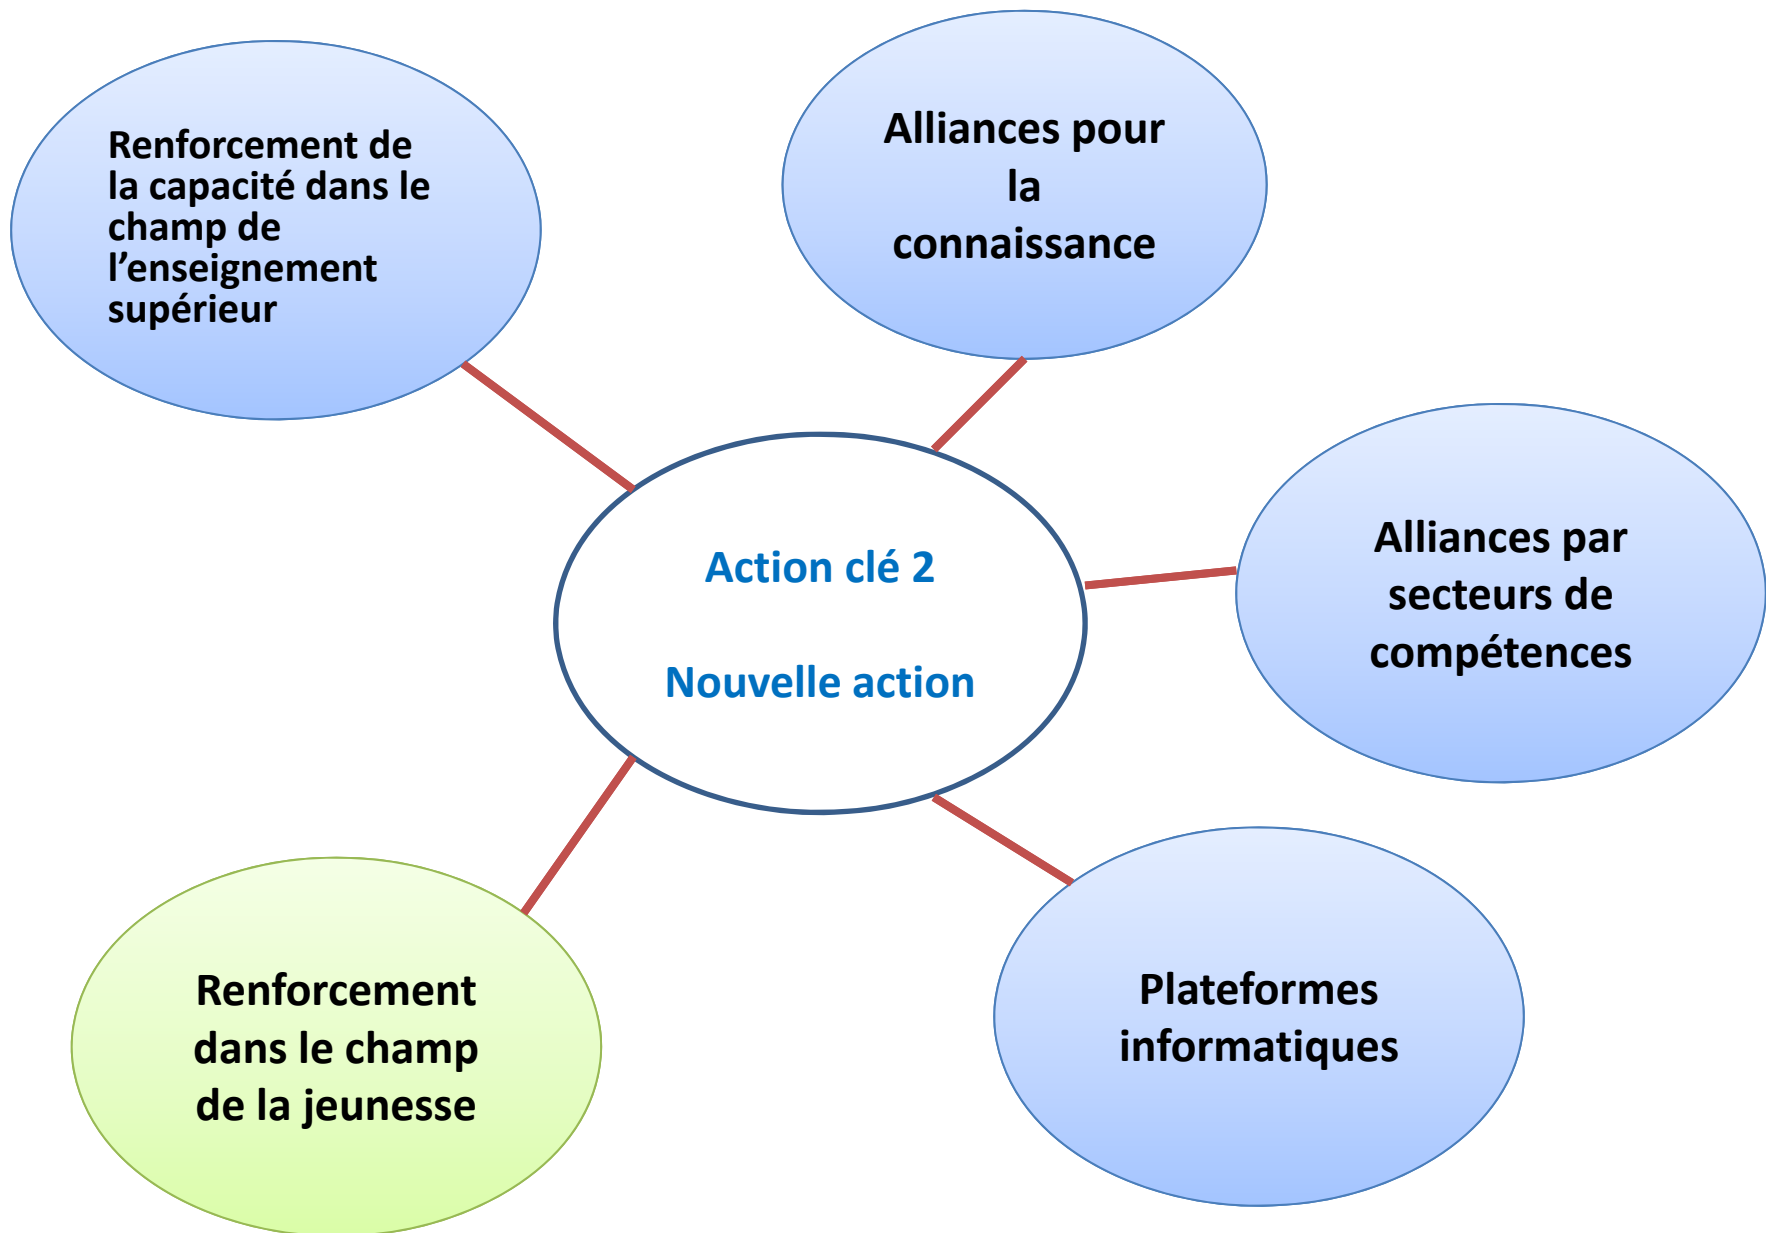 Renforcement de
la capacité dans le
champ de
l’enseignement
supérieur
Alliances pour
la
connaissance
Action clé 2
Nouvelle action
Alliances par
secteurs de
compétences
Renforcement
dans le champ
de la jeunesse
Plateformes
informatiques